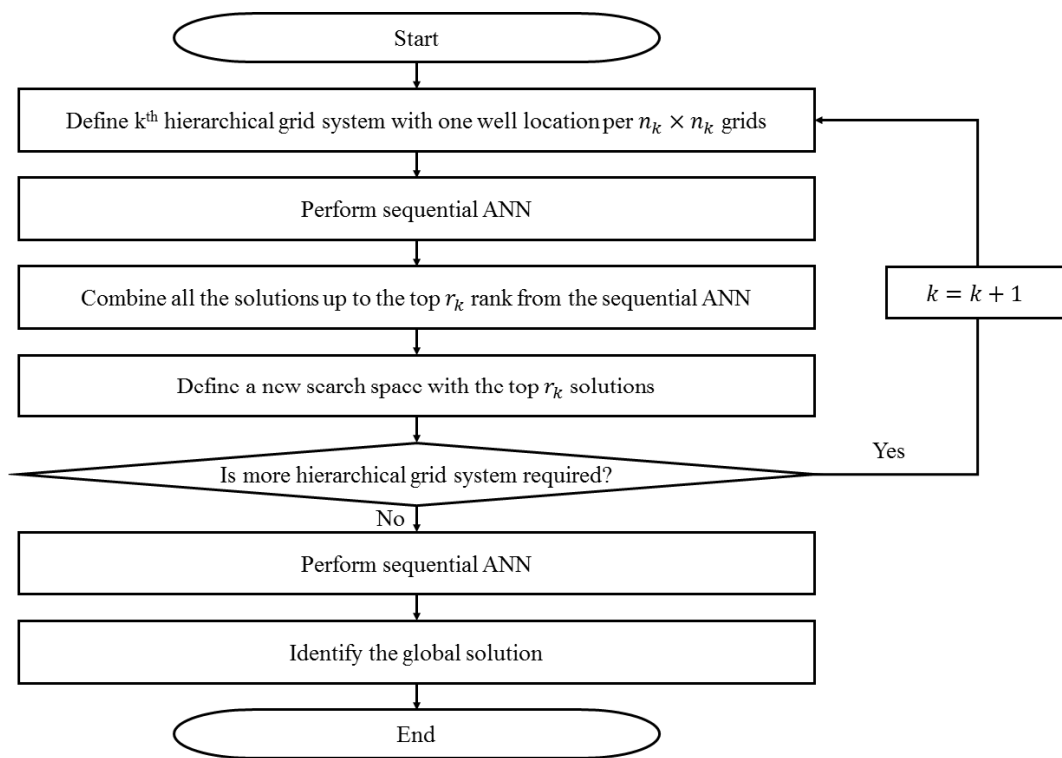 Start
Define kᵗʰ hierarchical grid system with one well location per nₖ × nₖ grids
Perform sequential ANN
Combine all the solutions up to the top rₖ rank from the sequential ANN
k = k + 1
Define a new search space with the top rₖ solutions
Is more hierarchical grid system required?
Yes
No
Perform sequential ANN
Identify the global solution
End